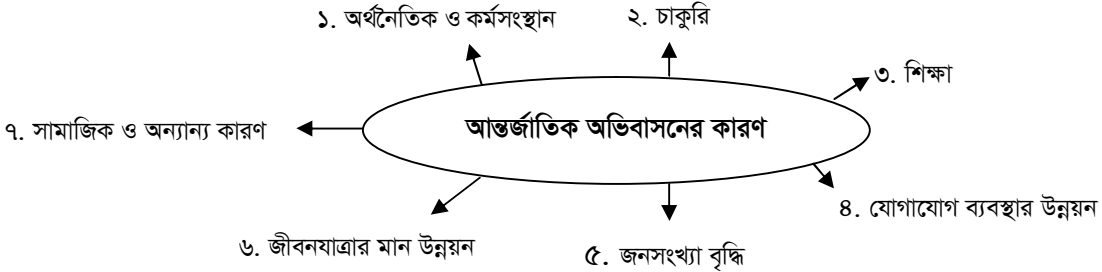 ১. অর্থনৈতিক ও কর্মসংস্থান
২. চাকুরি
৩. শিক্ষা
৭. সামাজিক ও অন্যান্য কারণ
আন্তর্জাতিক অভিবাসনের কারণ
৪. যোগাযোগ ব্যবস্থার উন্নয়ন
৬. জীবনযাত্রার মান উন্নয়ন
৫. জনসংখ্যা বৃদ্ধি